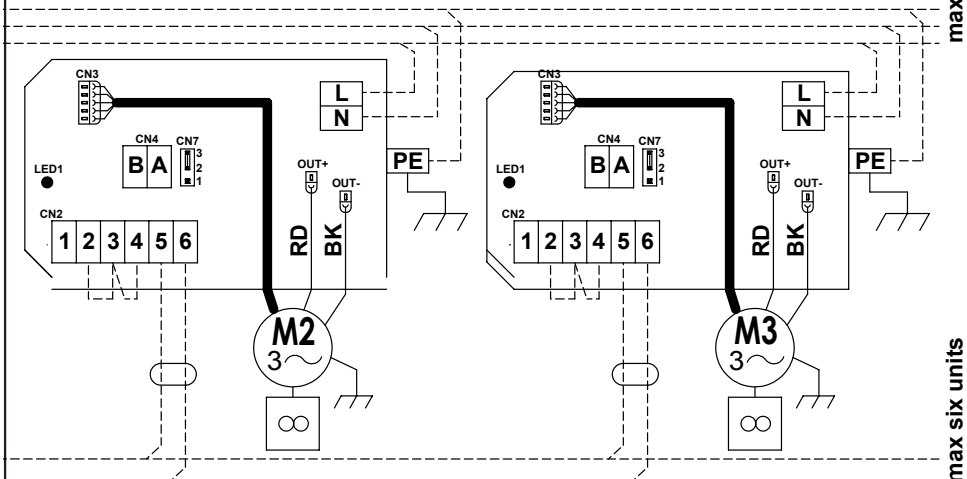 max
CN3
L
N
CN4
CN7
B A
3
2
1
LED1
OUT+
OUT-
PE
CN2
1 2 3 4 5 6
RD
BK
M2
3
CN3
L
N
CN4
CN7
B A
3
2
1
LED1
OUT+
OUT-
PE
CN2
1 2 3 4 5 6
RD
BK
M3
3
max six units